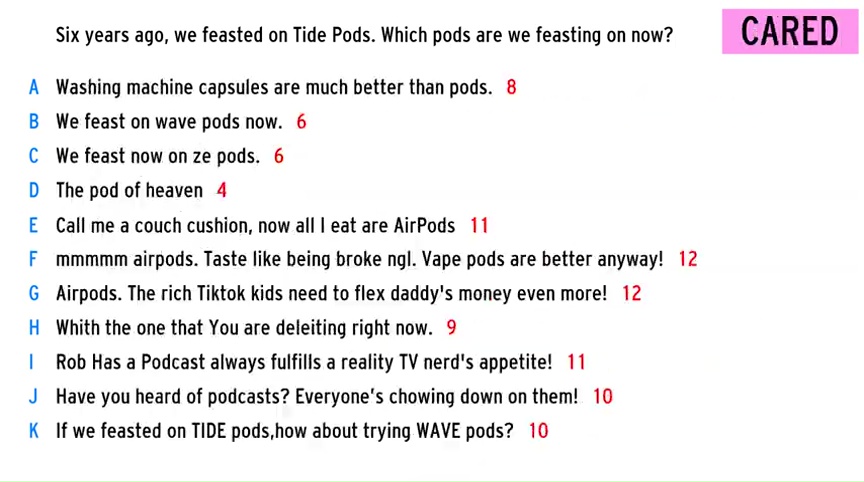 Six years ago, we feasted on Tide Pods. Which pods are we feasting on now?
CARED
A Washing machine capsules are much better than pods. 8
B We feast on wave pods now. 6
C We feast now on ze pods. 6
D The pod of heaven 4
E Call me a couch cushion, now all I eat are AirPods 11
F mmmmm airpods. Taste like being broke ngl. Vape pods are better anyway! 12
G Airpods. The rich Tiktok kids need to flex daddy's money even more! 12
H Whith the one that You are deleiting right now. 9
I Rob Has a Podcast always fulfills a reality TV nerd's appetite! 11
J Have you heard of podcasts? Everyone's chowing down on them! 10
K If we feasted on TIDE pods,how about trying WAVE pods? 10